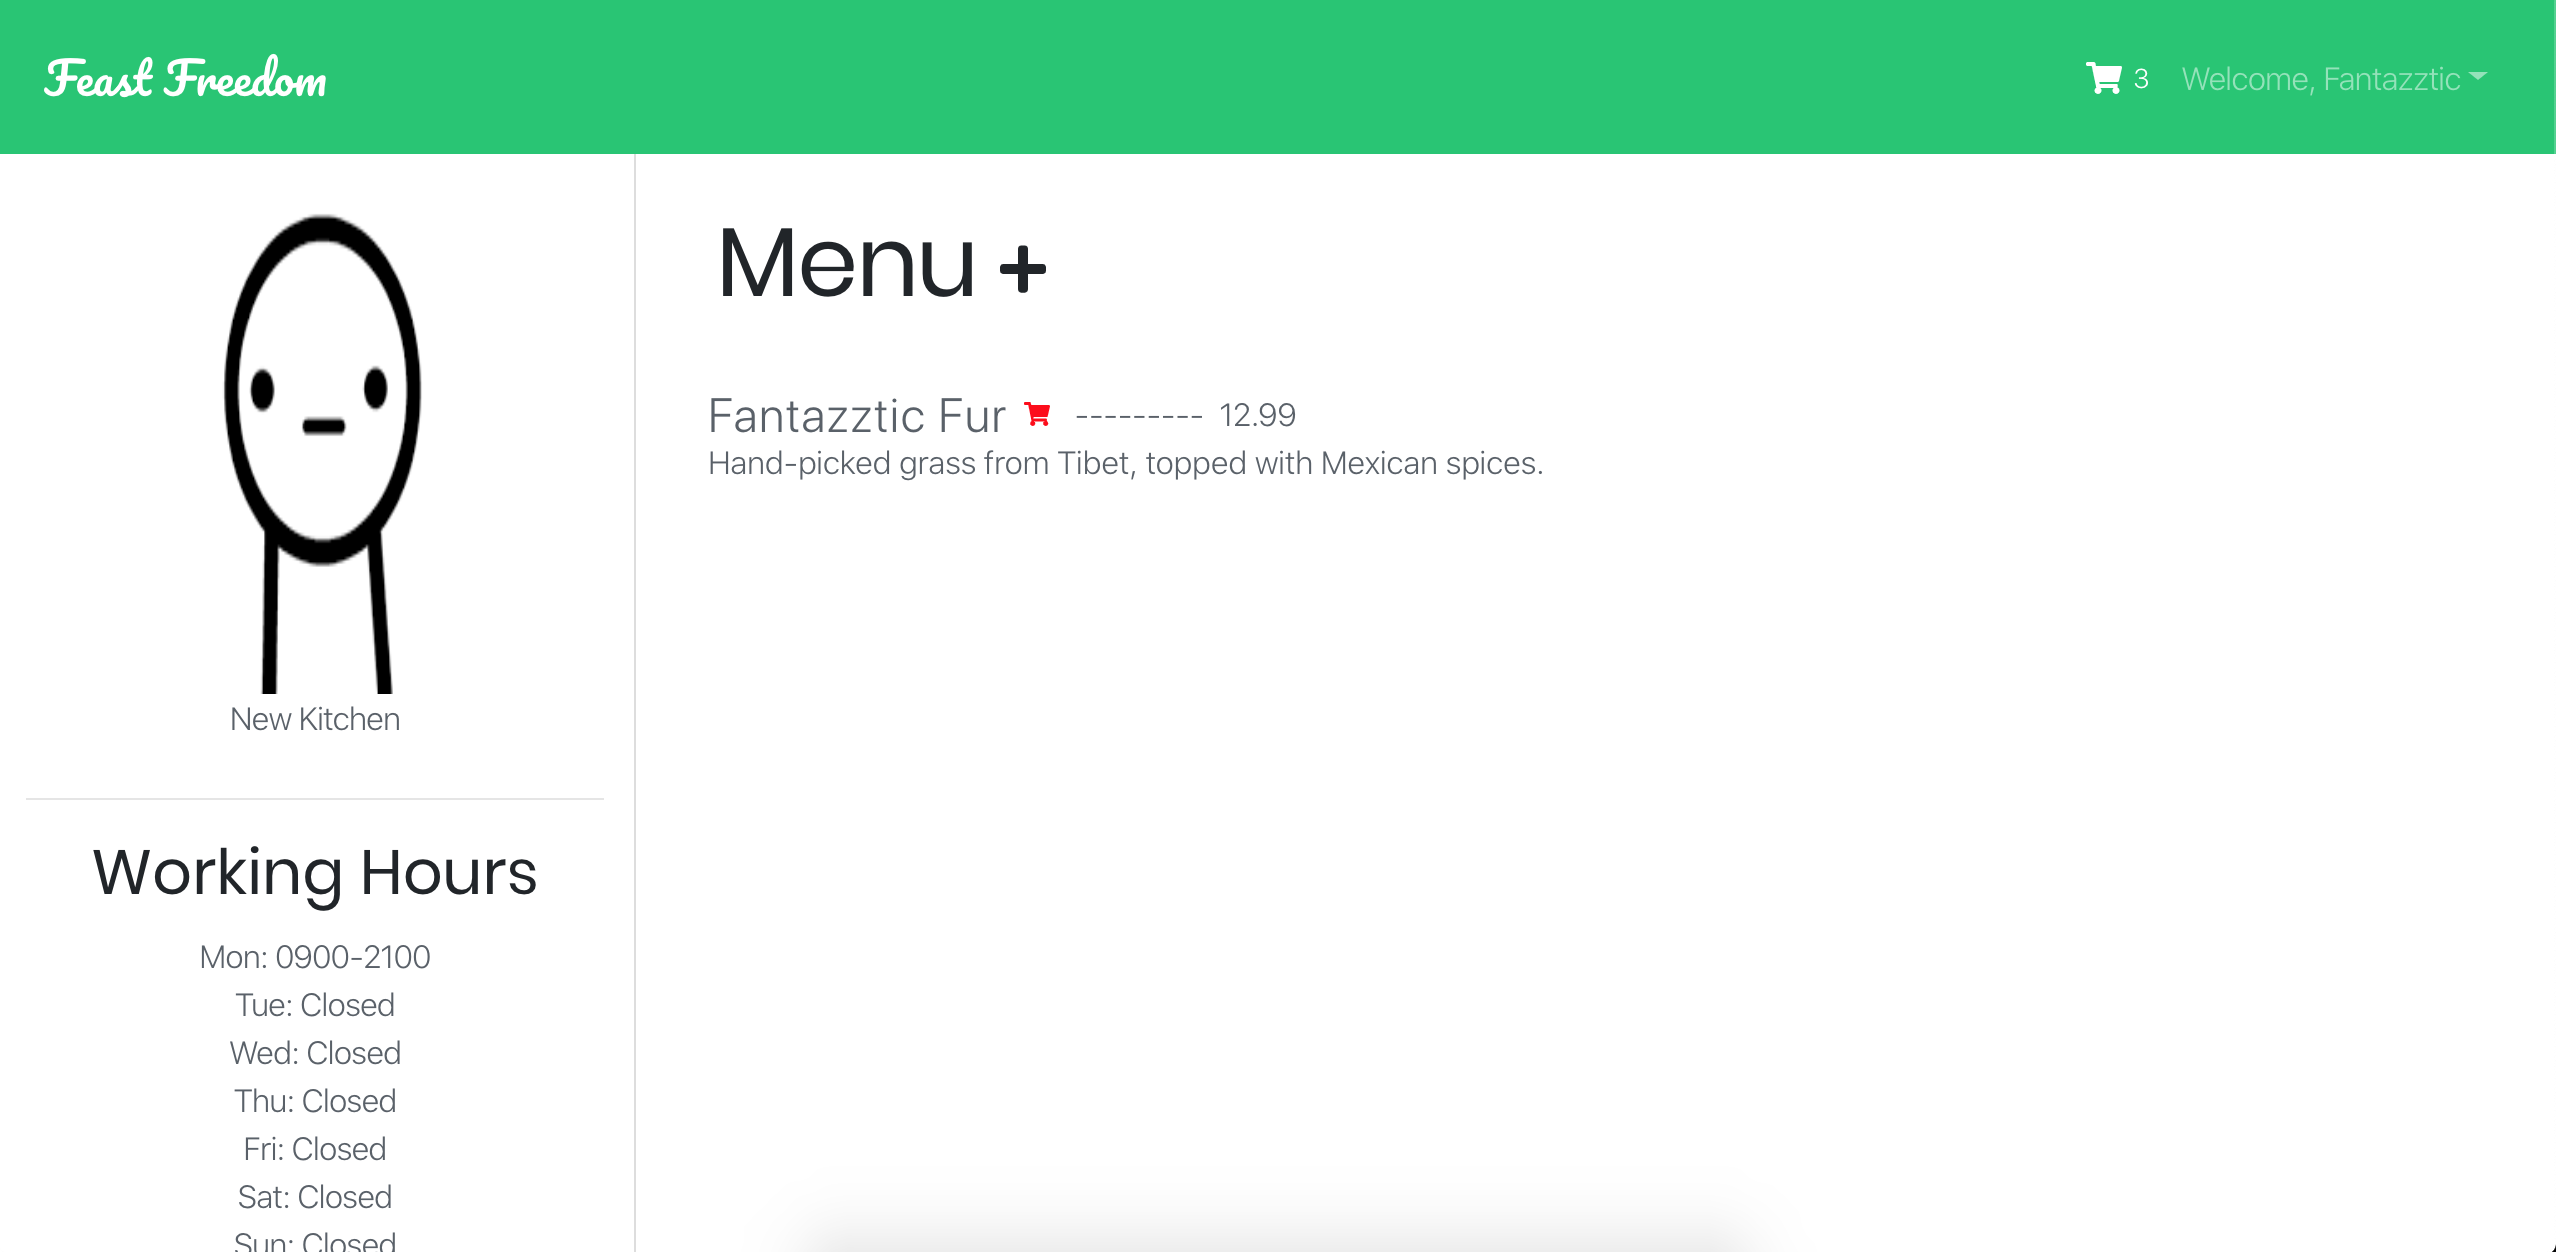 Feast Freedom
3 Welcome, Fantazztic
New Kitchen
Working Hours
Mon: 0900-2100
Tue: Closed
Wed: Closed
Thu: Closed
Fri: Closed
Sat: Closed
Sun: Closed
Menu +
Fantazztic Fur --------- 12.99
Hand-picked grass from Tibet, topped with Mexican spices.